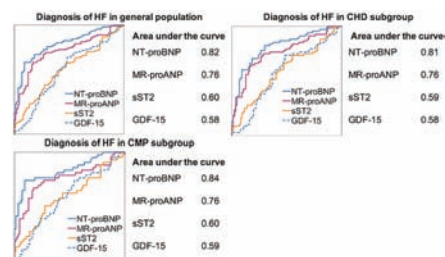 Diagnosis of HF in general population
Area under the curve
NT-proBNP 0.82
MR-proANP 0.76
sST2 0.60
GDF-15 0.58
NT-proBNP
MR-proANP
sST2
GDF-15
Diagnosis of HF in CHD subgroup
Area under the curve
NT-proBNP 0.81
MR-proANP 0.76
sST2 0.59
GDF-15 0.58
NT-proBNP
MR-proANP
sST2
GDF-15
Diagnosis of HF in CMP subgroup
Area under the curve
NT-proBNP 0.84
MR-proANP 0.76
sST2 0.60
GDF-15 0.59
NT-proBNP
MR-proANP
sST2
GDF-15